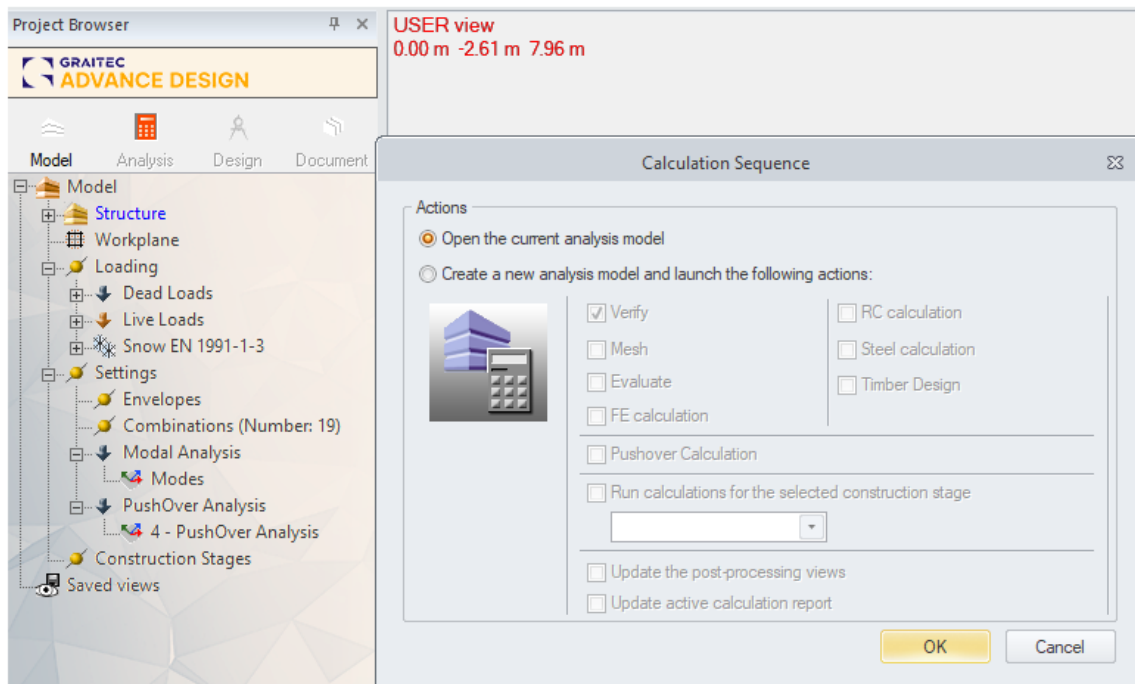 Project Browser
GRAITEC
ADVANCE DESIGN
Model Analysis Design Document
Model
Structure
Workplane
Loading
Dead Loads
Live Loads
Snow EN 1991-1-3
Settings
Envelopes
Combinations (Number: 19)
Modal Analysis
Modes
PushOver Analysis
4 - PushOver Analysis
Construction Stages
Saved views
USER view
0.00 m -2.61 m 7.96 m
Calculation Sequence
Actions
Open the current analysis model
Create a new analysis model and launch the following actions:
Verify
Mesh
Evaluate
FE calculation
RC calculation
Steel calculation
Timber Design
Pushover Calculation
Run calculations for the selected construction stage
Update the post-processing views
Update active calculation report
OK Cancel